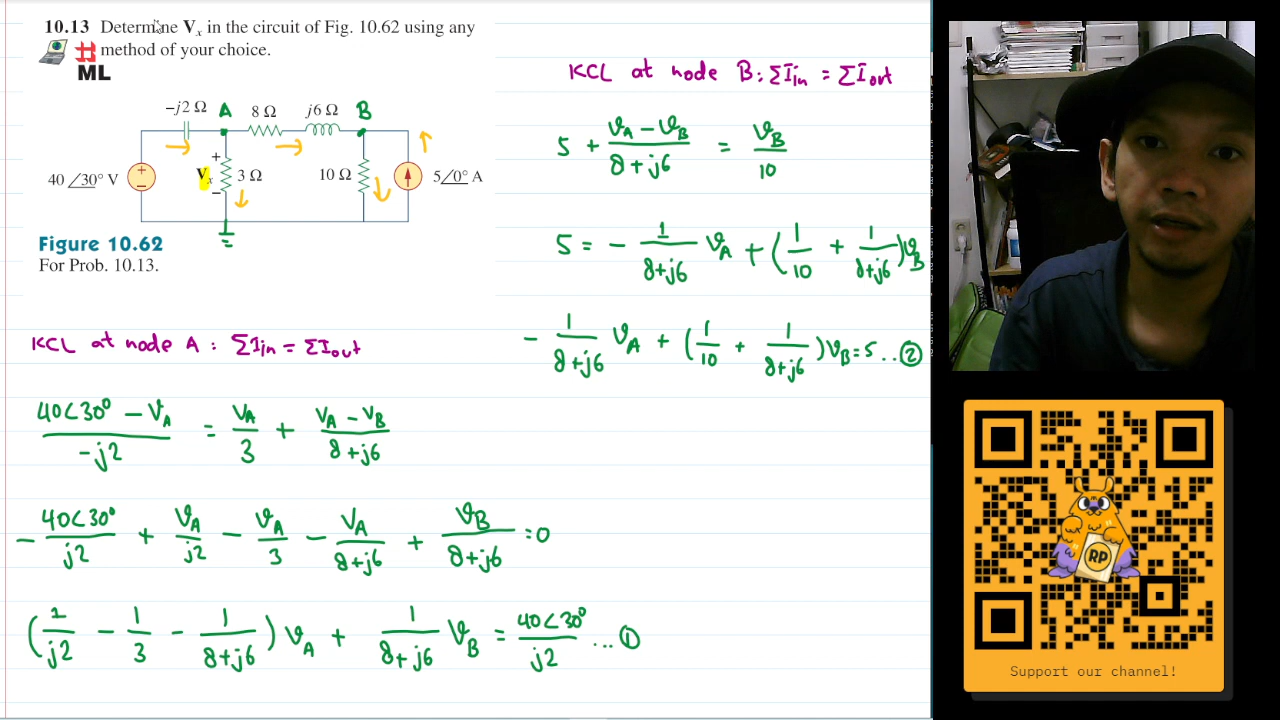 10.13 Determine Vx in the circuit of Fig. 10.62 using any
method of your choice.
ML
−j2 Ω A 8 Ω j6 Ω B
40 ∠30° V + − + Vx − 3 Ω 10 Ω 5∠0° A
Figure 10.62
For Prob. 10.13.
KCL at node A : ΣIin = ΣIout
(40<30° − VA)/(−j2) = VA/3 + (VA − VB)/(8+j6)
− 40<30°/j2 + VA/j2 − VA/3 − VA/(8+j6) + VB/(8+j6) = 0
(1/j2 − 1/3 − 1/(8+j6)) VA + 1/(8+j6) VB = 40<30°/j2 ... ①
KCL at node B : ΣIin = ΣIout
5 + (VA − VB)/(8+j6) = VB/10
5 = − 1/(8+j6) VA + (1/10 + 1/(8+j6)) VB
− 1/(8+j6) VA + (1/10 + 1/(8+j6)) VB = 5 ... ②
RP
Support our channel!